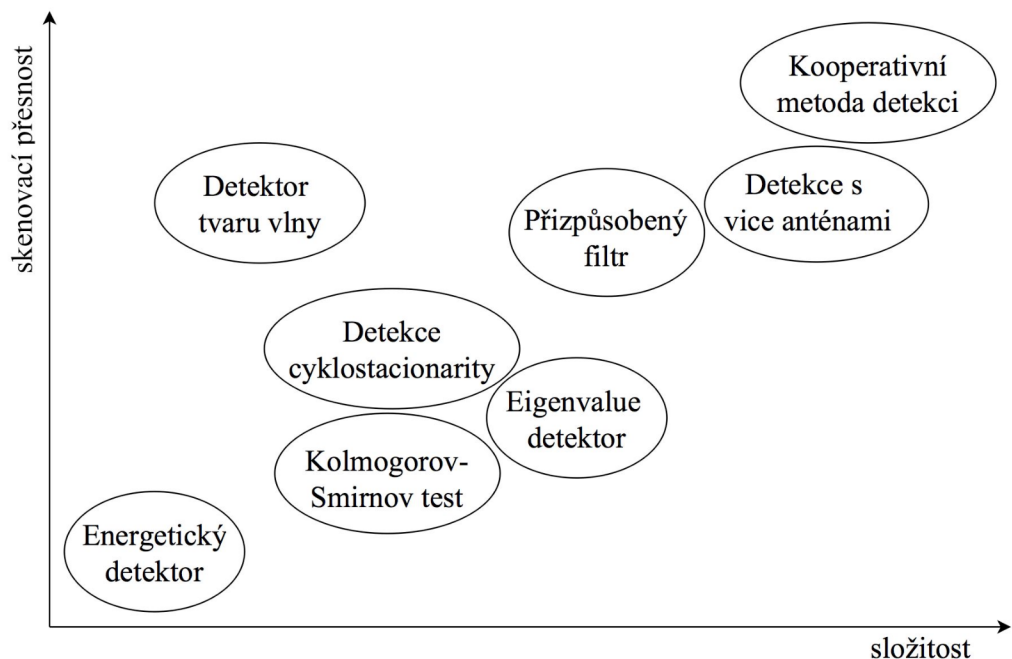 skenovací přesnost
Kooperativní
metoda detekci
Detektor
tvaru vlny
Detekce s
vice anténami
Přizpůsobený
filtr
Detekce
cyklostacionarity
Eigenvalue
detektor
Kolmogorov-
Smirnov test
Energetický
detektor
složitost